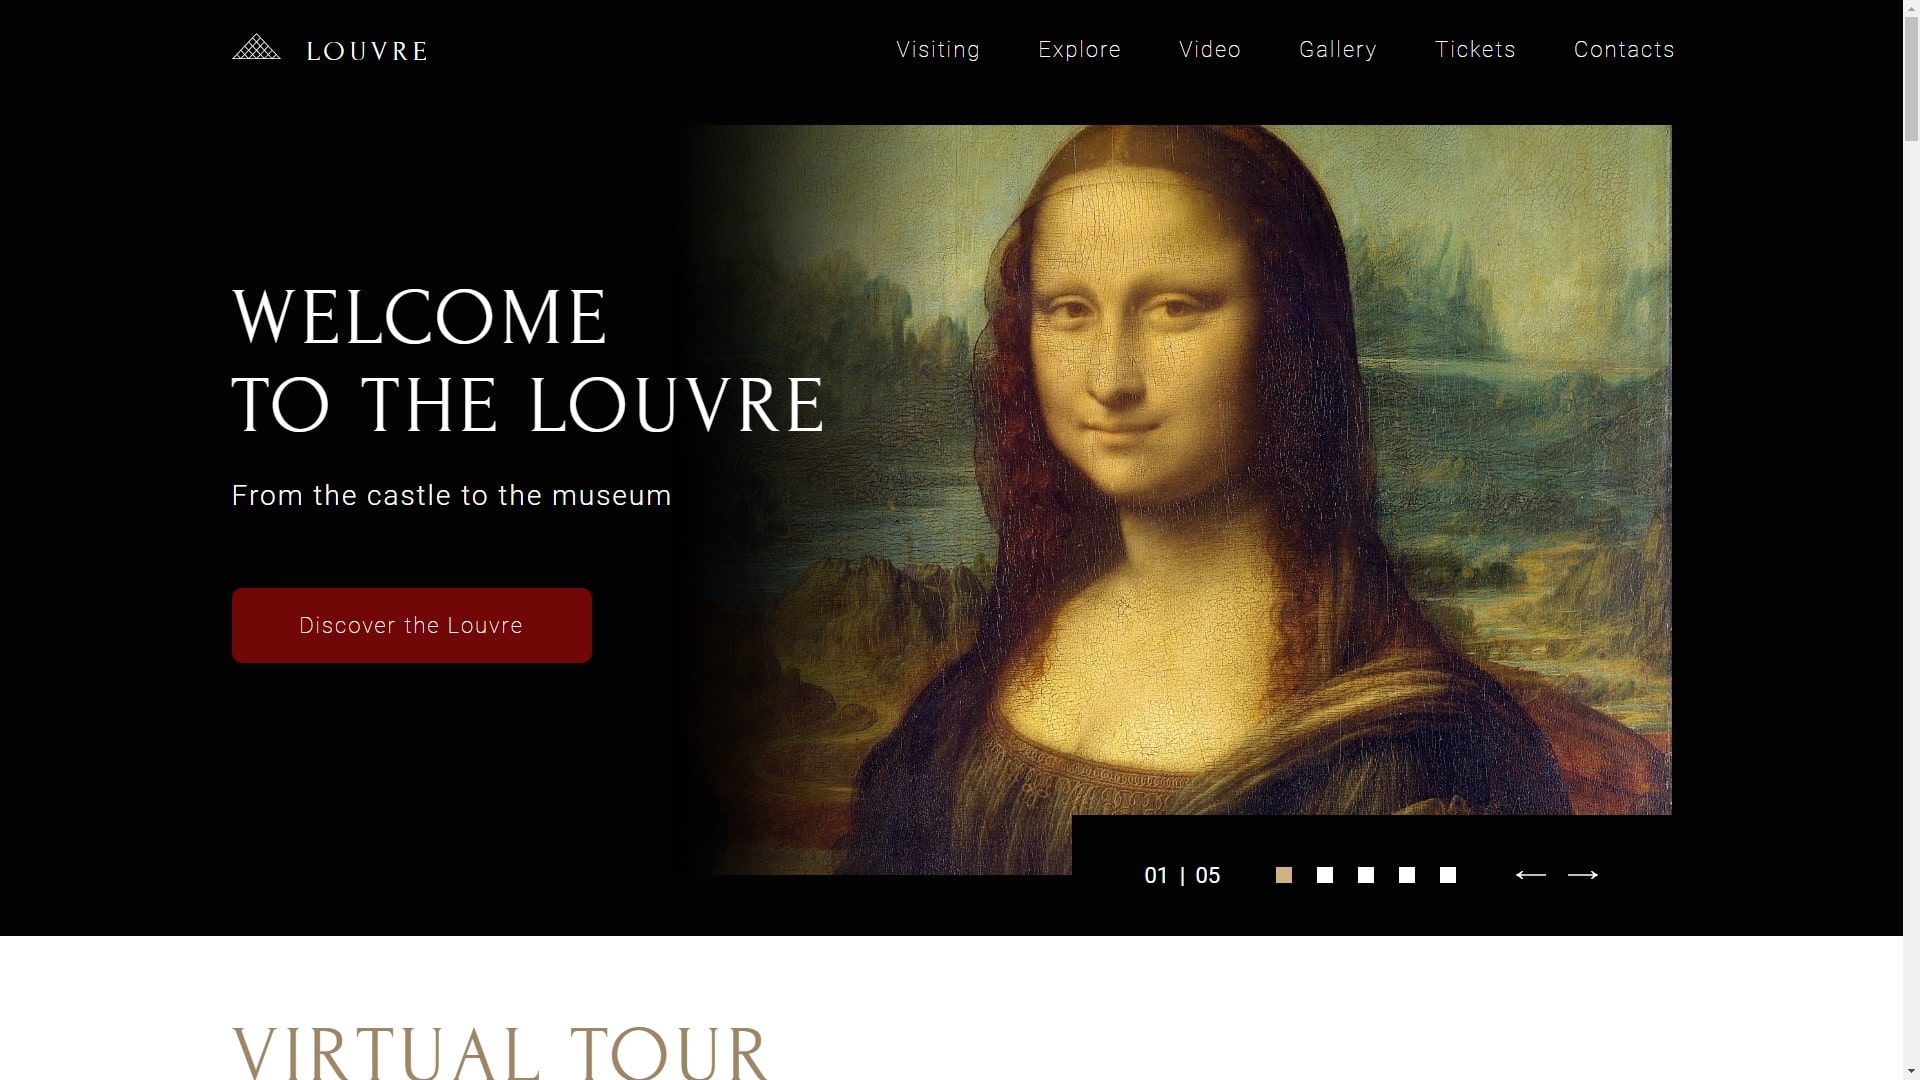 LOUVRE
Visiting
Explore
Video
Gallery
Tickets
Contacts
WELCOME
TO THE LOUVRE
From the castle to the museum
Discover the Louvre
01 | 05
VIRTUAL TOUR